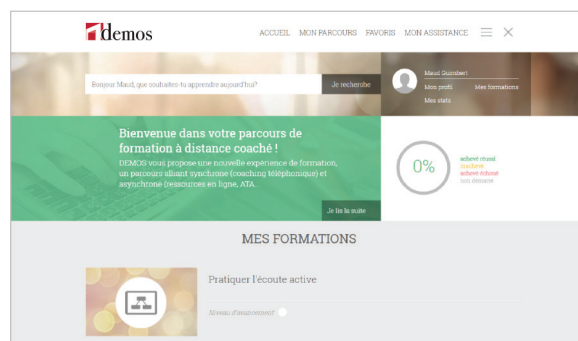 demos
ACCUEIL MON PARCOURS FAVORIS MON ASSISTANCE
Bonjour Maud, que souhaites-tu apprendre aujourd'hui?
Je recherche
Maud Guimbert
Mon profil Mes formations
Mes stats
Bienvenue dans votre parcours de
formation à distance coaché !
DEMOS vous propose une nouvelle expérience de formation,
un parcours alliant synchrone (coaching téléphonique) et
asynchrone (ressources en ligne, ATA...
Je lis la suite
0%
achevé réussi
inachevé
achevé échoué
non démarré
MES FORMATIONS
Pratiquer l'écoute active
Niveau d'avancement